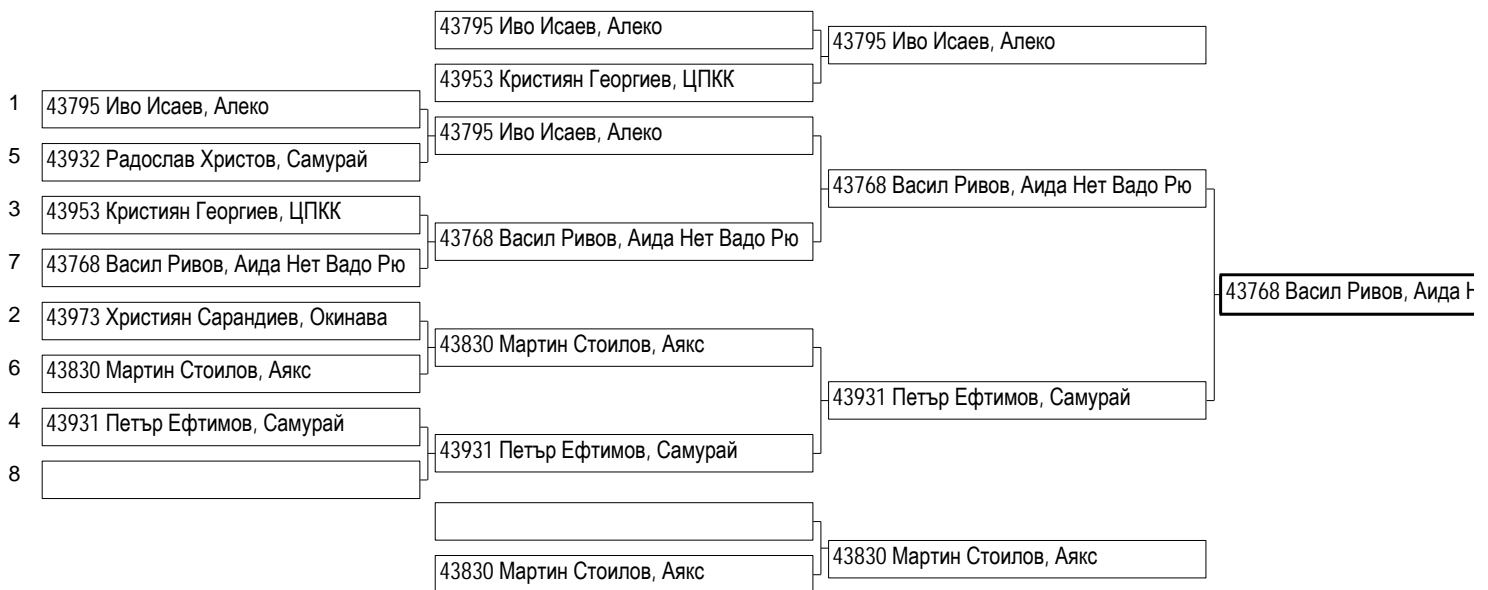 43795 Иво Исаев, Алеко
43795 Иво Исаев, Алеко
43953 Кристиян Георгиев, ЦПКК
1 43795 Иво Исаев, Алеко
43795 Иво Исаев, Алеко
5 43932 Радослав Христов, Самурай
43768 Васил Ривов, Аида Нет Вадо Рю
3 43953 Кристиян Георгиев, ЦПКК
43768 Васил Ривов, Аида Нет Вадо Рю
7 43768 Васил Ривов, Аида Нет Вадо Рю
43768 Васил Ривов, Аида
2 43973 Християн Сарандиев, Окинава
43830 Мартин Стоилов, Аякс
6 43830 Мартин Стоилов, Аякс
43931 Петър Ефтимов, Самурай
4 43931 Петър Ефтимов, Самурай
43931 Петър Ефтимов, Самурай
8
43830 Мартин Стоилов, Аякс
43830 Мартин Стоилов, Аякс